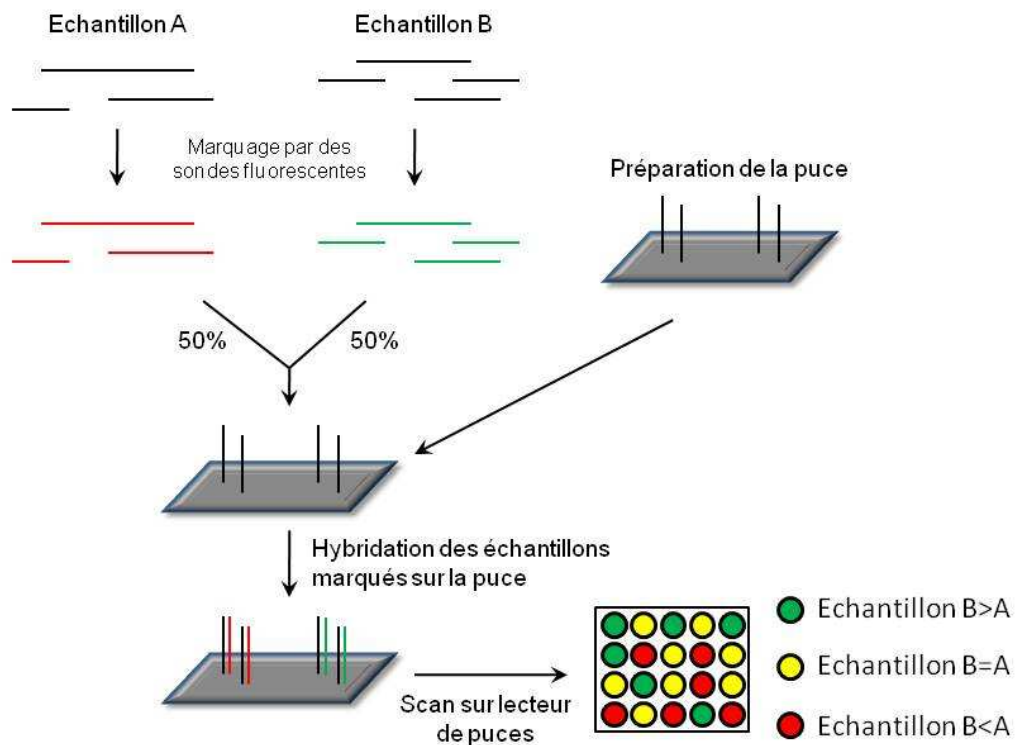 Echantillon A
Echantillon B
Marquage par des
sondes fluorescentes
Préparation de la puce
50%
50%
Hybridation des échantillons
marqués sur la puce
Scan sur lecteur
de puces
Echantillon B>A
Echantillon B=A
Echantillon B<A